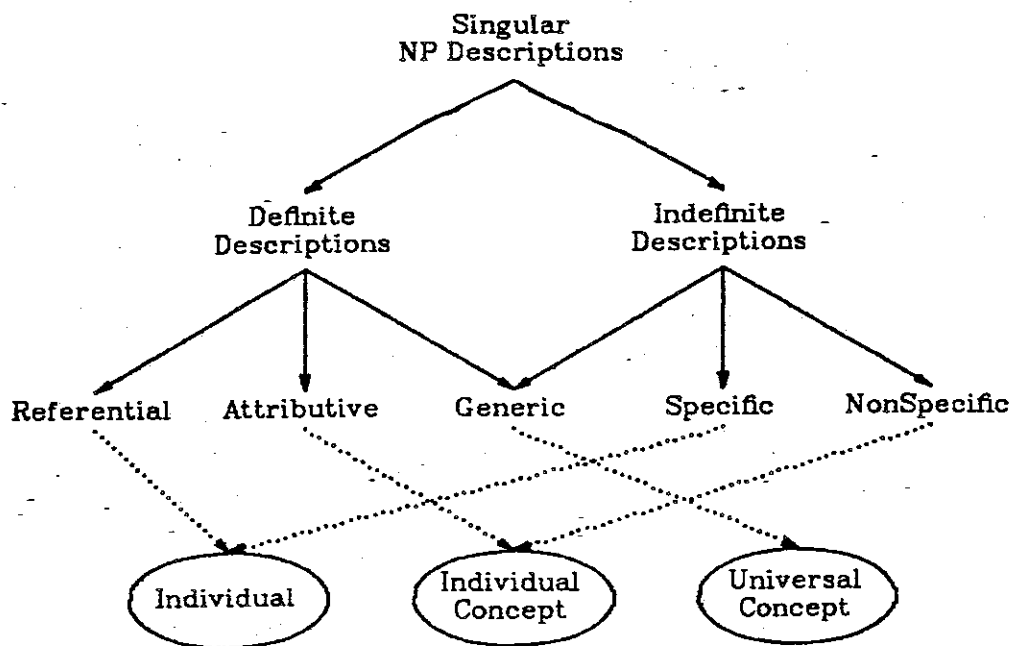 Singular
NP Descriptions
Definite
Descriptions
Indefinite
Descriptions
Referential
Attributive
Generic
Specific
NonSpecific
Individual
Individual
Concept
Universal
Concept